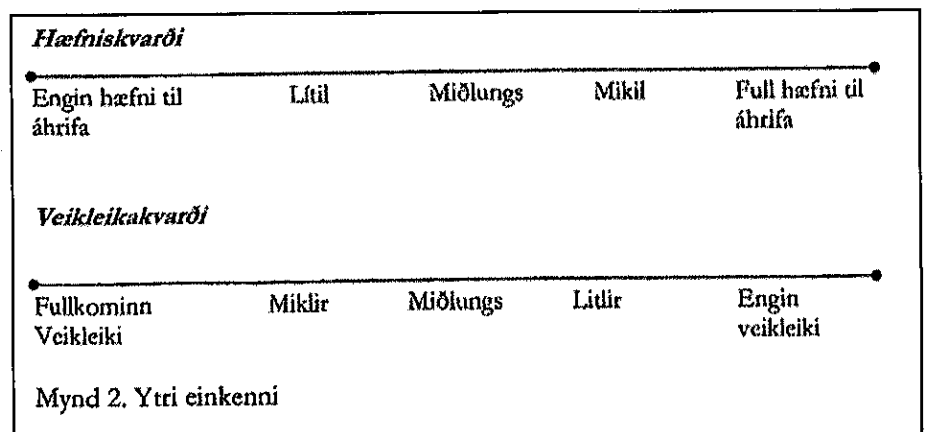 Hæfniskvarði
Engin hæfni til Lítil Miðlungs Mikil Full hæfni til
áhrifa áhrifa
Veikleikakvarði
Fullkominn Miklir Miðlungs Litlir Engin
Veikleiki veikleiki
Mynd 2. Ytri einkenni